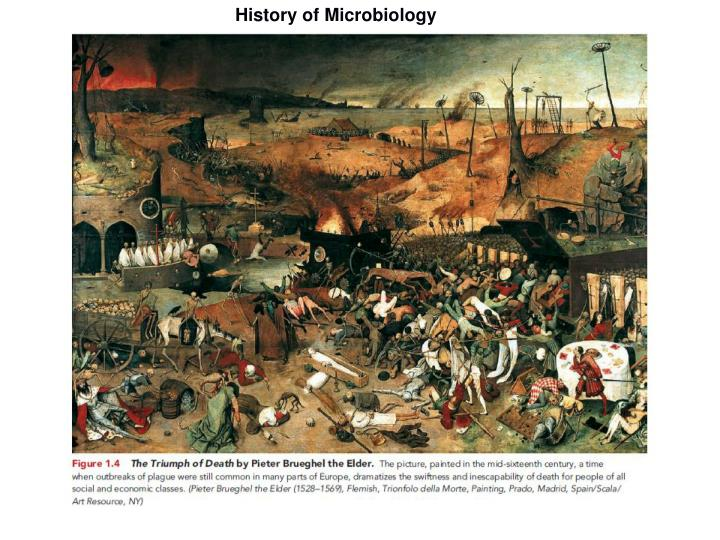 History of Microbiology
Figure 1.4 The Triumph of Death by Pieter Brueghel the Elder. The picture, painted in the mid-sixteenth century, a time
when outbreaks of plague were still common in many parts of Europe, dramatizes the swiftness and inescapability of death for people of all
social and economic classes. (Pieter Brueghel the Elder (1528–1569), Flemish, Trionfolo della Morte, Painting, Prado, Madrid, Spain/Scala/
Art Resource, NY)